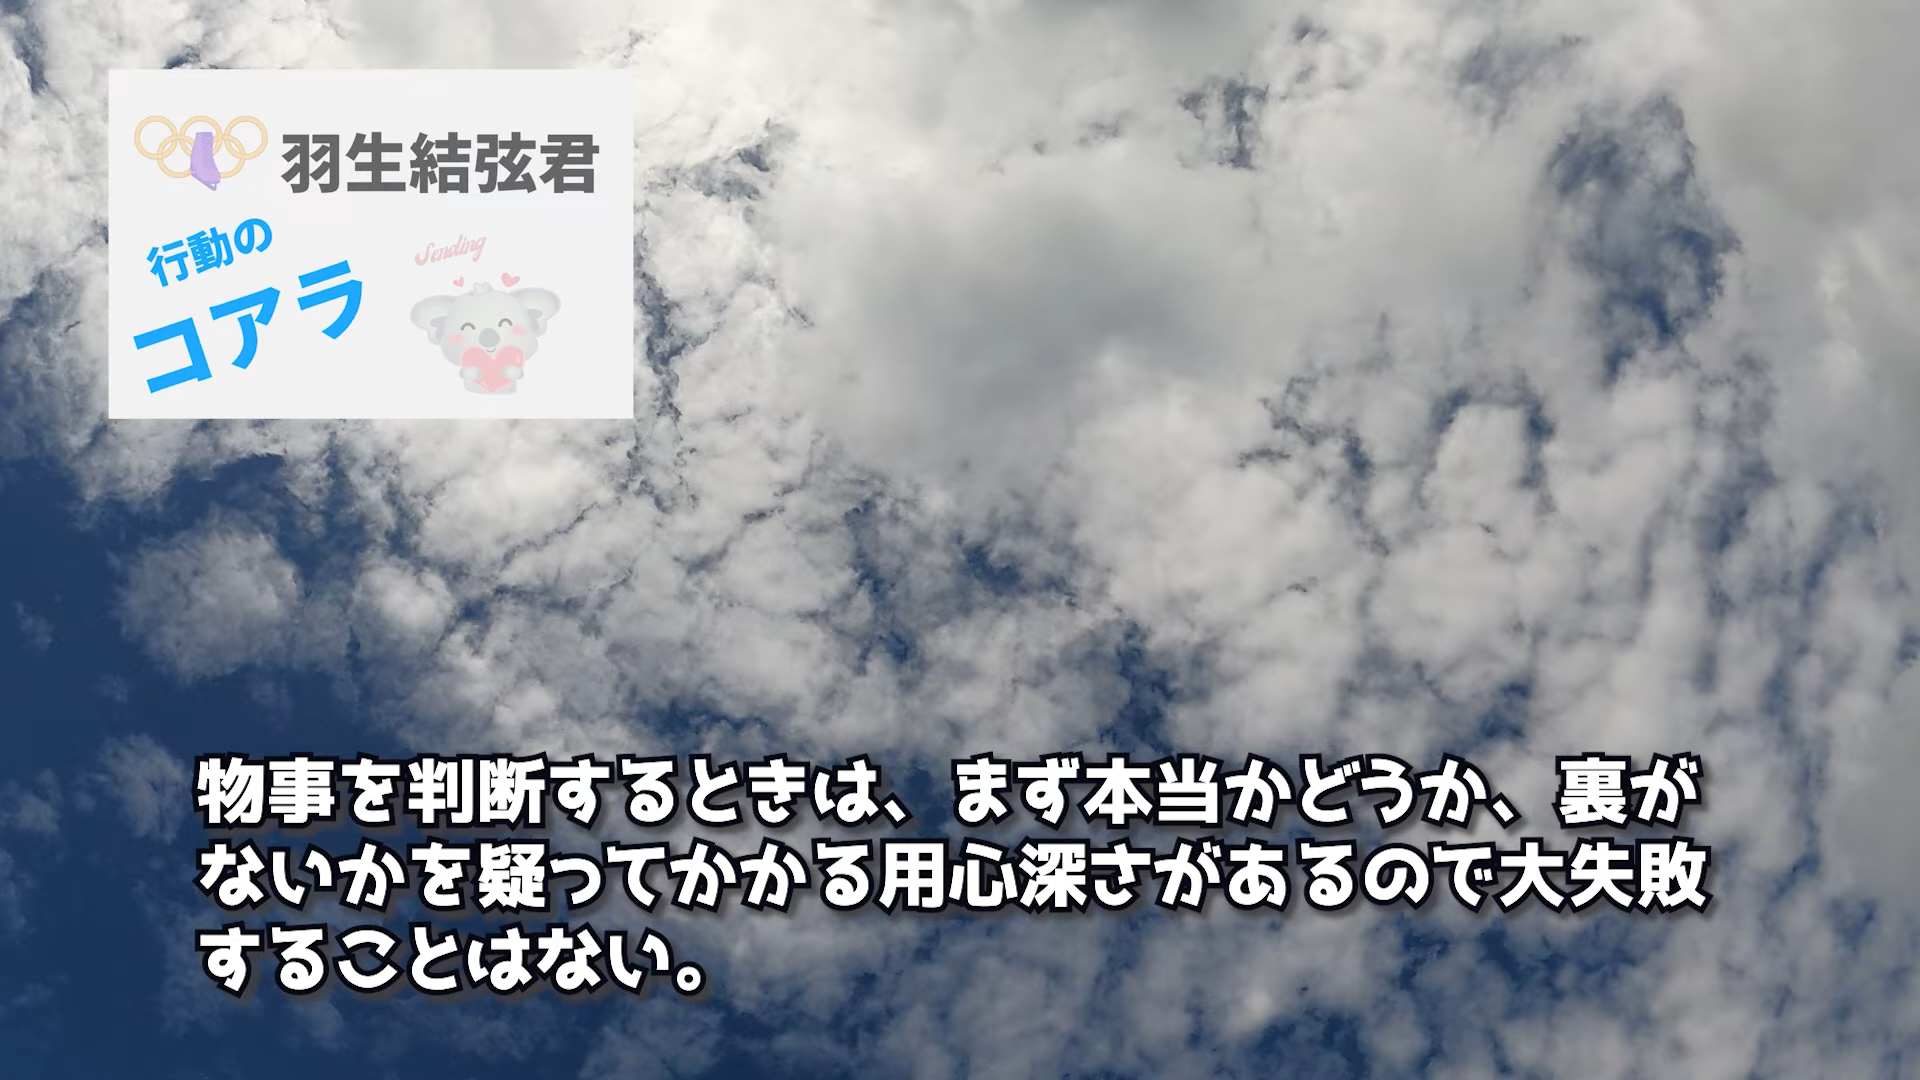 羽生結弦君
行動の
コアラ
Sending
物事を判断するときは、まず本当かどうか、裏が
ないかを疑ってかかる用心深さがあるので大失敗
することはない。